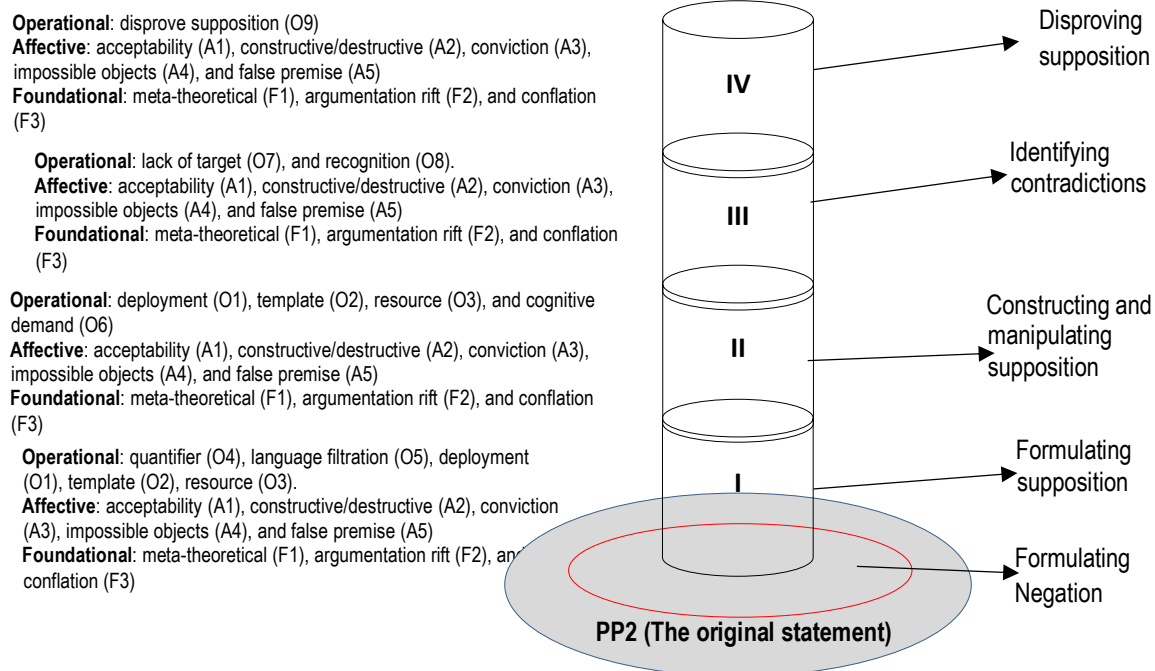 Operational: disprove supposition (O9)
Affective: acceptability (A1), constructive/destructive (A2), conviction (A3),
impossible objects (A4), and false premise (A5)
Foundational: meta-theoretical (F1), argumentation rift (F2), and conflation
(F3)
Operational: lack of target (O7), and recognition (O8).
Affective: acceptability (A1), constructive/destructive (A2), conviction (A3),
impossible objects (A4), and false premise (A5)
Foundational: meta-theoretical (F1), argumentation rift (F2), and conflation
(F3)
Operational: deployment (O1), template (O2), resource (O3), and cognitive
demand (O6)
Affective: acceptability (A1), constructive/destructive (A2), conviction (A3),
impossible objects (A4), and false premise (A5)
Foundational: meta-theoretical (F1), argumentation rift (F2), and conflation
(F3)
Operational: quantifier (O4), language filtration (O5), deployment
(O1), template (O2), resource (O3).
Affective: acceptability (A1), constructive/destructive (A2), conviction
(A3), impossible objects (A4), and false premise (A5)
Foundational: meta-theoretical (F1), argumentation rift (F2), and
conflation (F3)
IV
III
II
I
PP2 (The original statement)
Disproving
supposition
Identifying
contradictions
Constructing and
manipulating
supposition
Formulating
supposition
Formulating
Negation